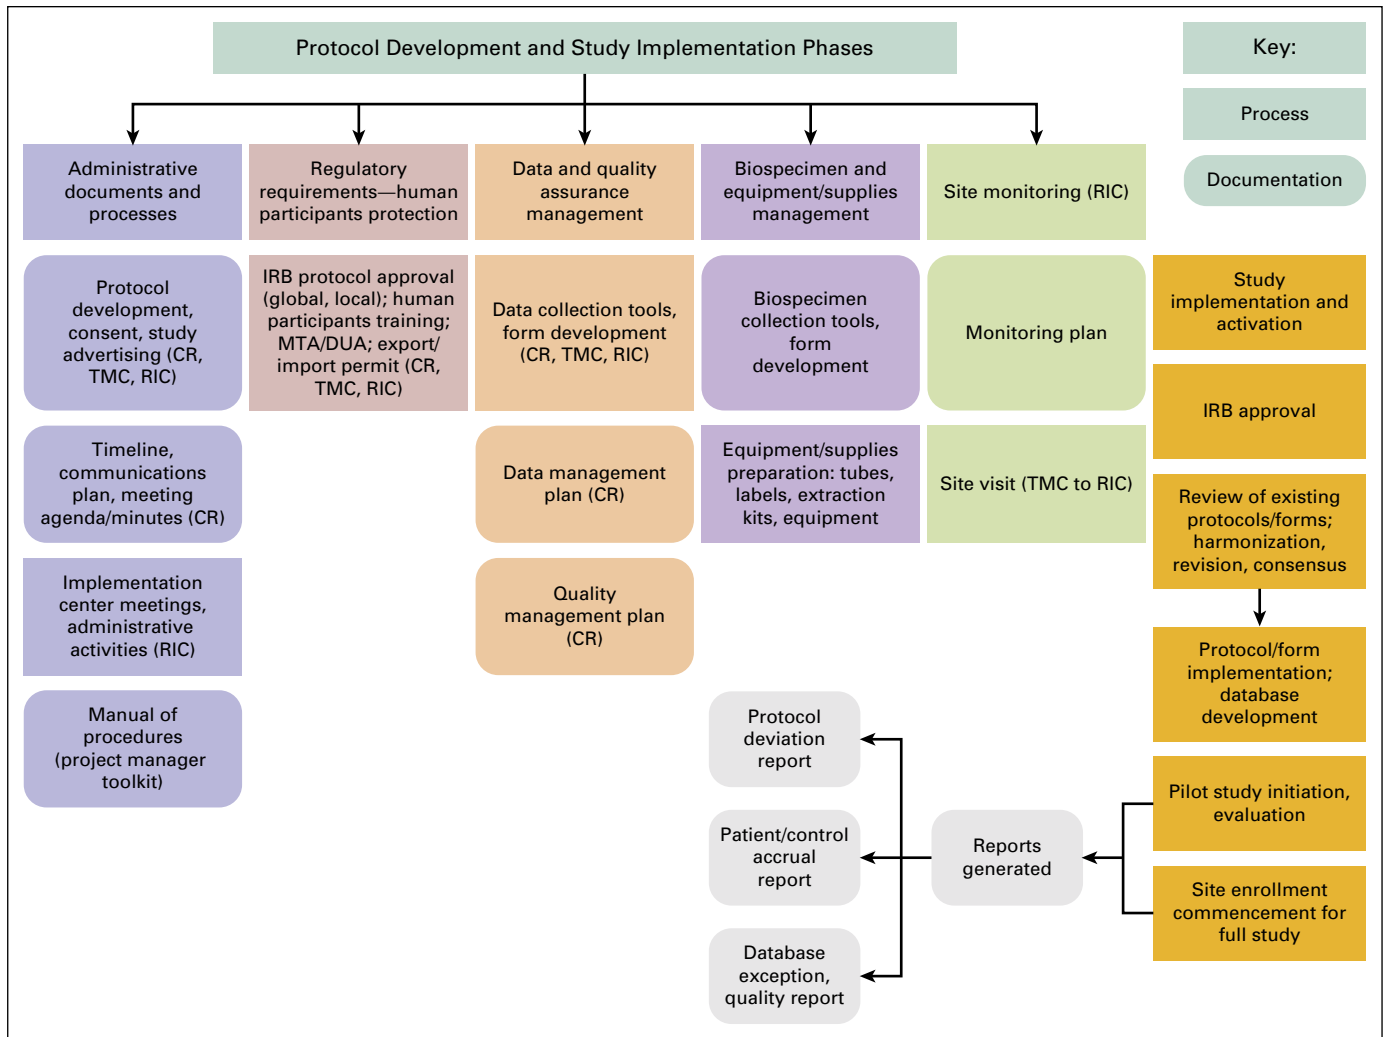 Protocol Development and Study Implementation Phases
Key:
Process
Documentation
Administrative
documents and
processes
Regulatory
requirements—human
participants protection
Data and quality
assurance
management
Biospecimen and
equipment/supplies
management
Site monitoring (RIC)
Protocol
development,
consent, study
advertising (CR,
TMC, RIC)
IRB protocol approval
(global, local); human
participants training;
MTA/DUA; export/
import permit (CR,
TMC, RIC)
Data collection tools,
form development
(CR, TMC, RIC)
Biospecimen
collection tools,
form
development
Monitoring plan
Study
implementation and
activation
IRB approval
Timeline,
communications
plan, meeting
agenda/minutes (CR)
Data management
plan (CR)
Equipment/supplies
preparation: tubes,
labels, extraction
kits, equipment
Site visit (TMC to RIC)
Review of existing
protocols/forms;
harmonization,
revision, consensus
Implementation
center meetings,
administrative
activities (RIC)
Quality
management plan
(CR)
Protocol/form
implementation;
database
development
Manual of
procedures
(project manager
toolkit)
Protocol
deviation
report
Pilot study initiation,
evaluation
Patient/control
accrual
report
Reports
generated
Site enrollment
commencement for
full study
Database
exception,
quality report